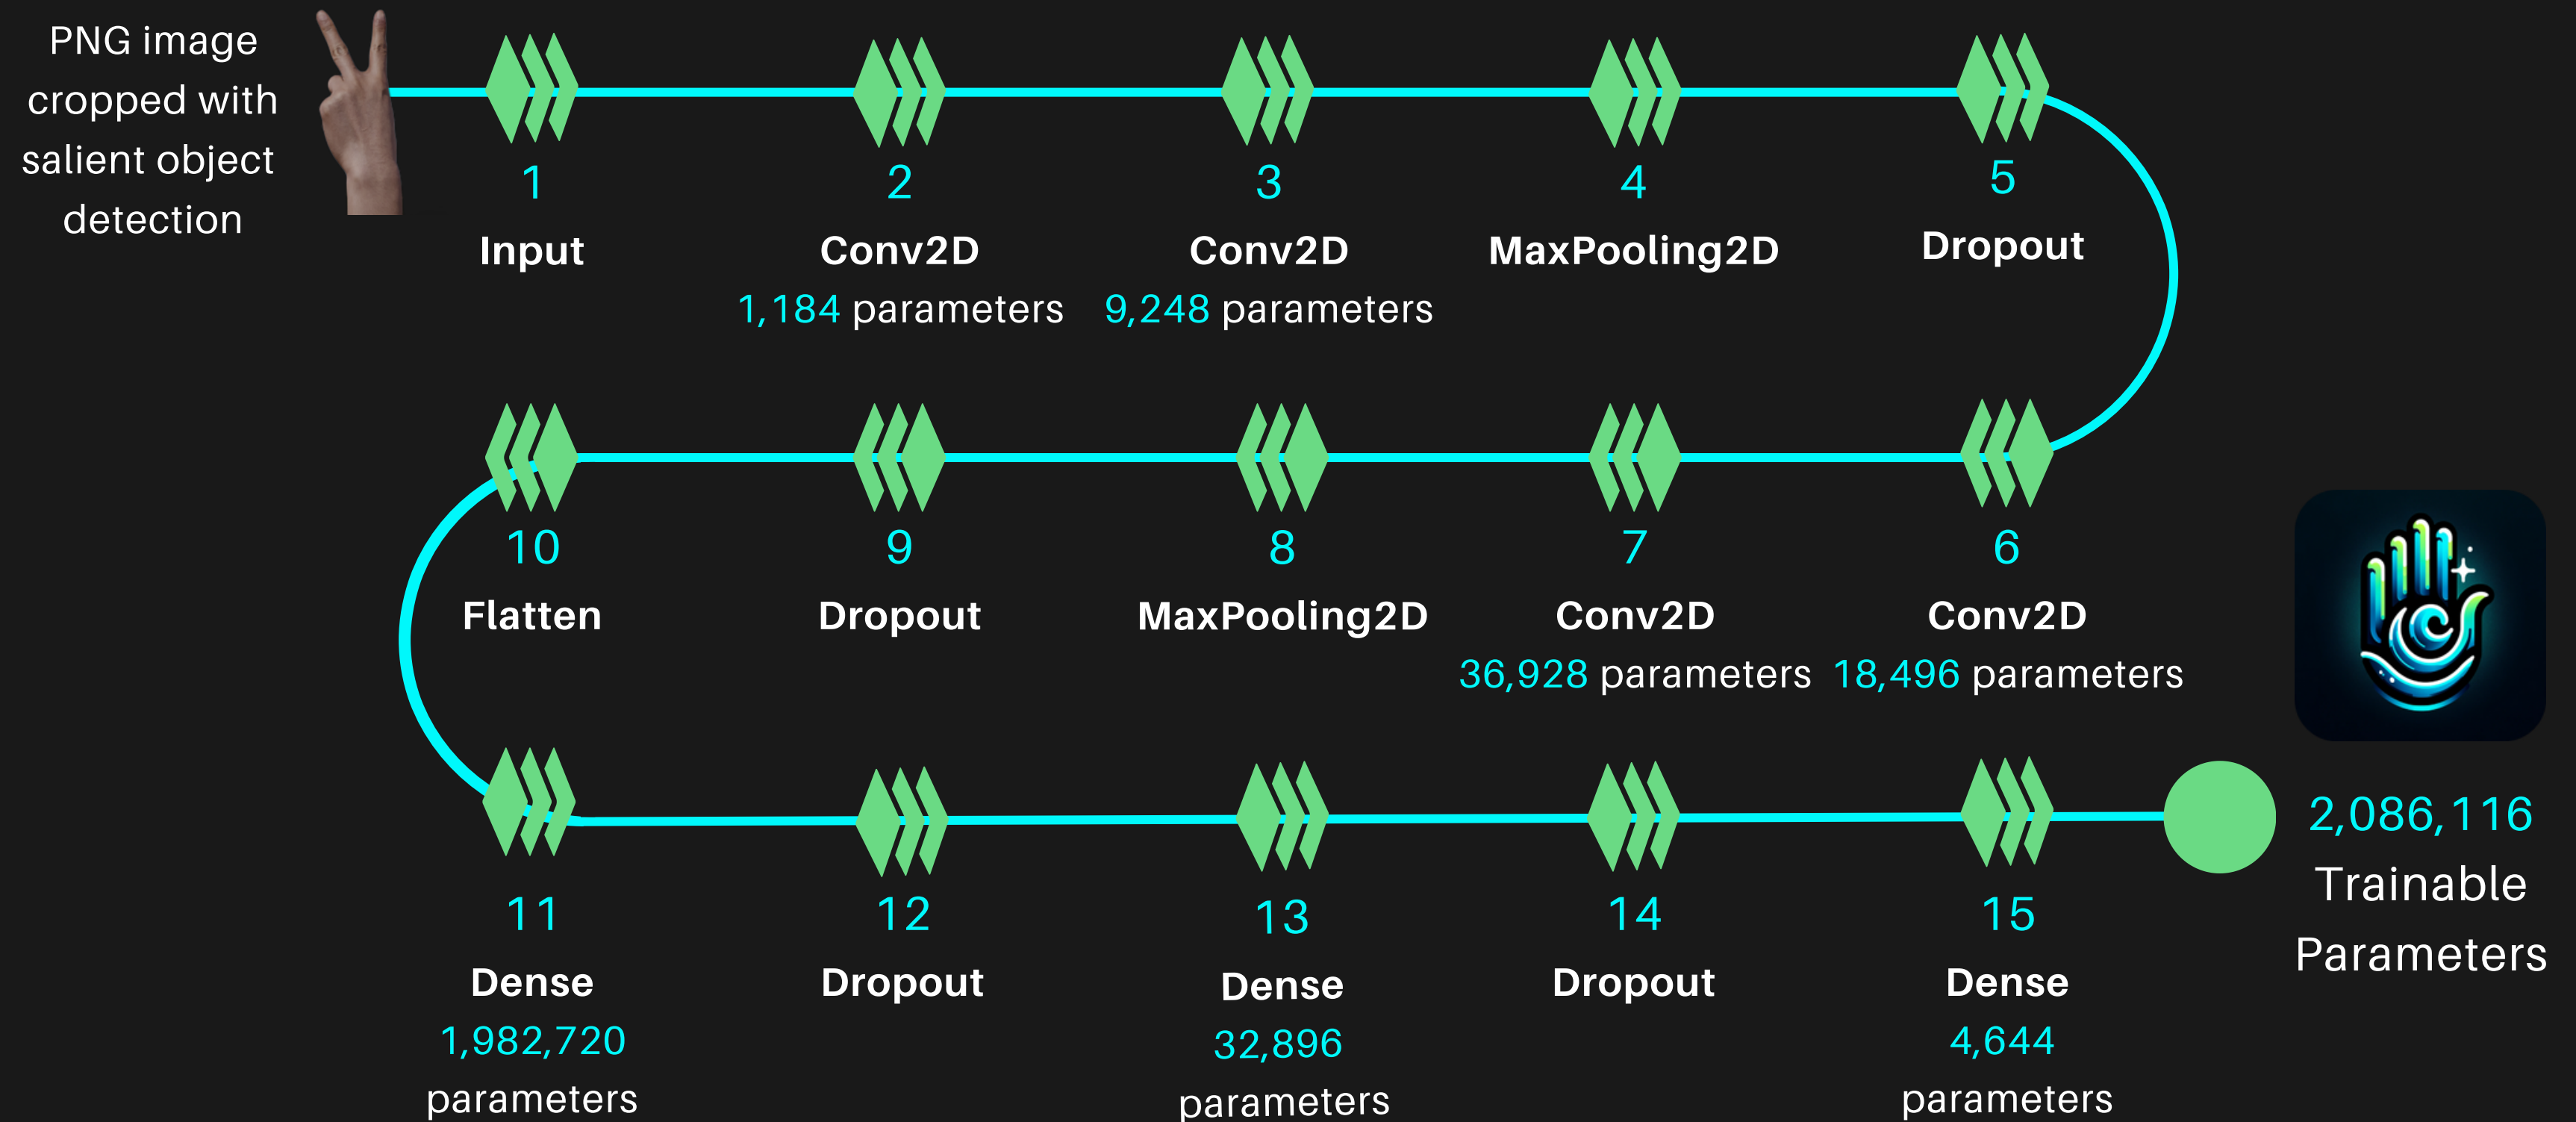 PNG image
cropped with
salient object
detection
1
Input
2
Conv2D
1,184 parameters
3
Conv2D
9,248 parameters
4
MaxPooling2D
5
Dropout
10
Flatten
9
Dropout
8
MaxPooling2D
7
Conv2D
36,928 parameters
6
Conv2D
18,496 parameters
11
Dense
1,982,720
parameters
12
Dropout
13
Dense
32,896
parameters
14
Dropout
15
Dense
4,644
parameters
2,086,116
Trainable
Parameters